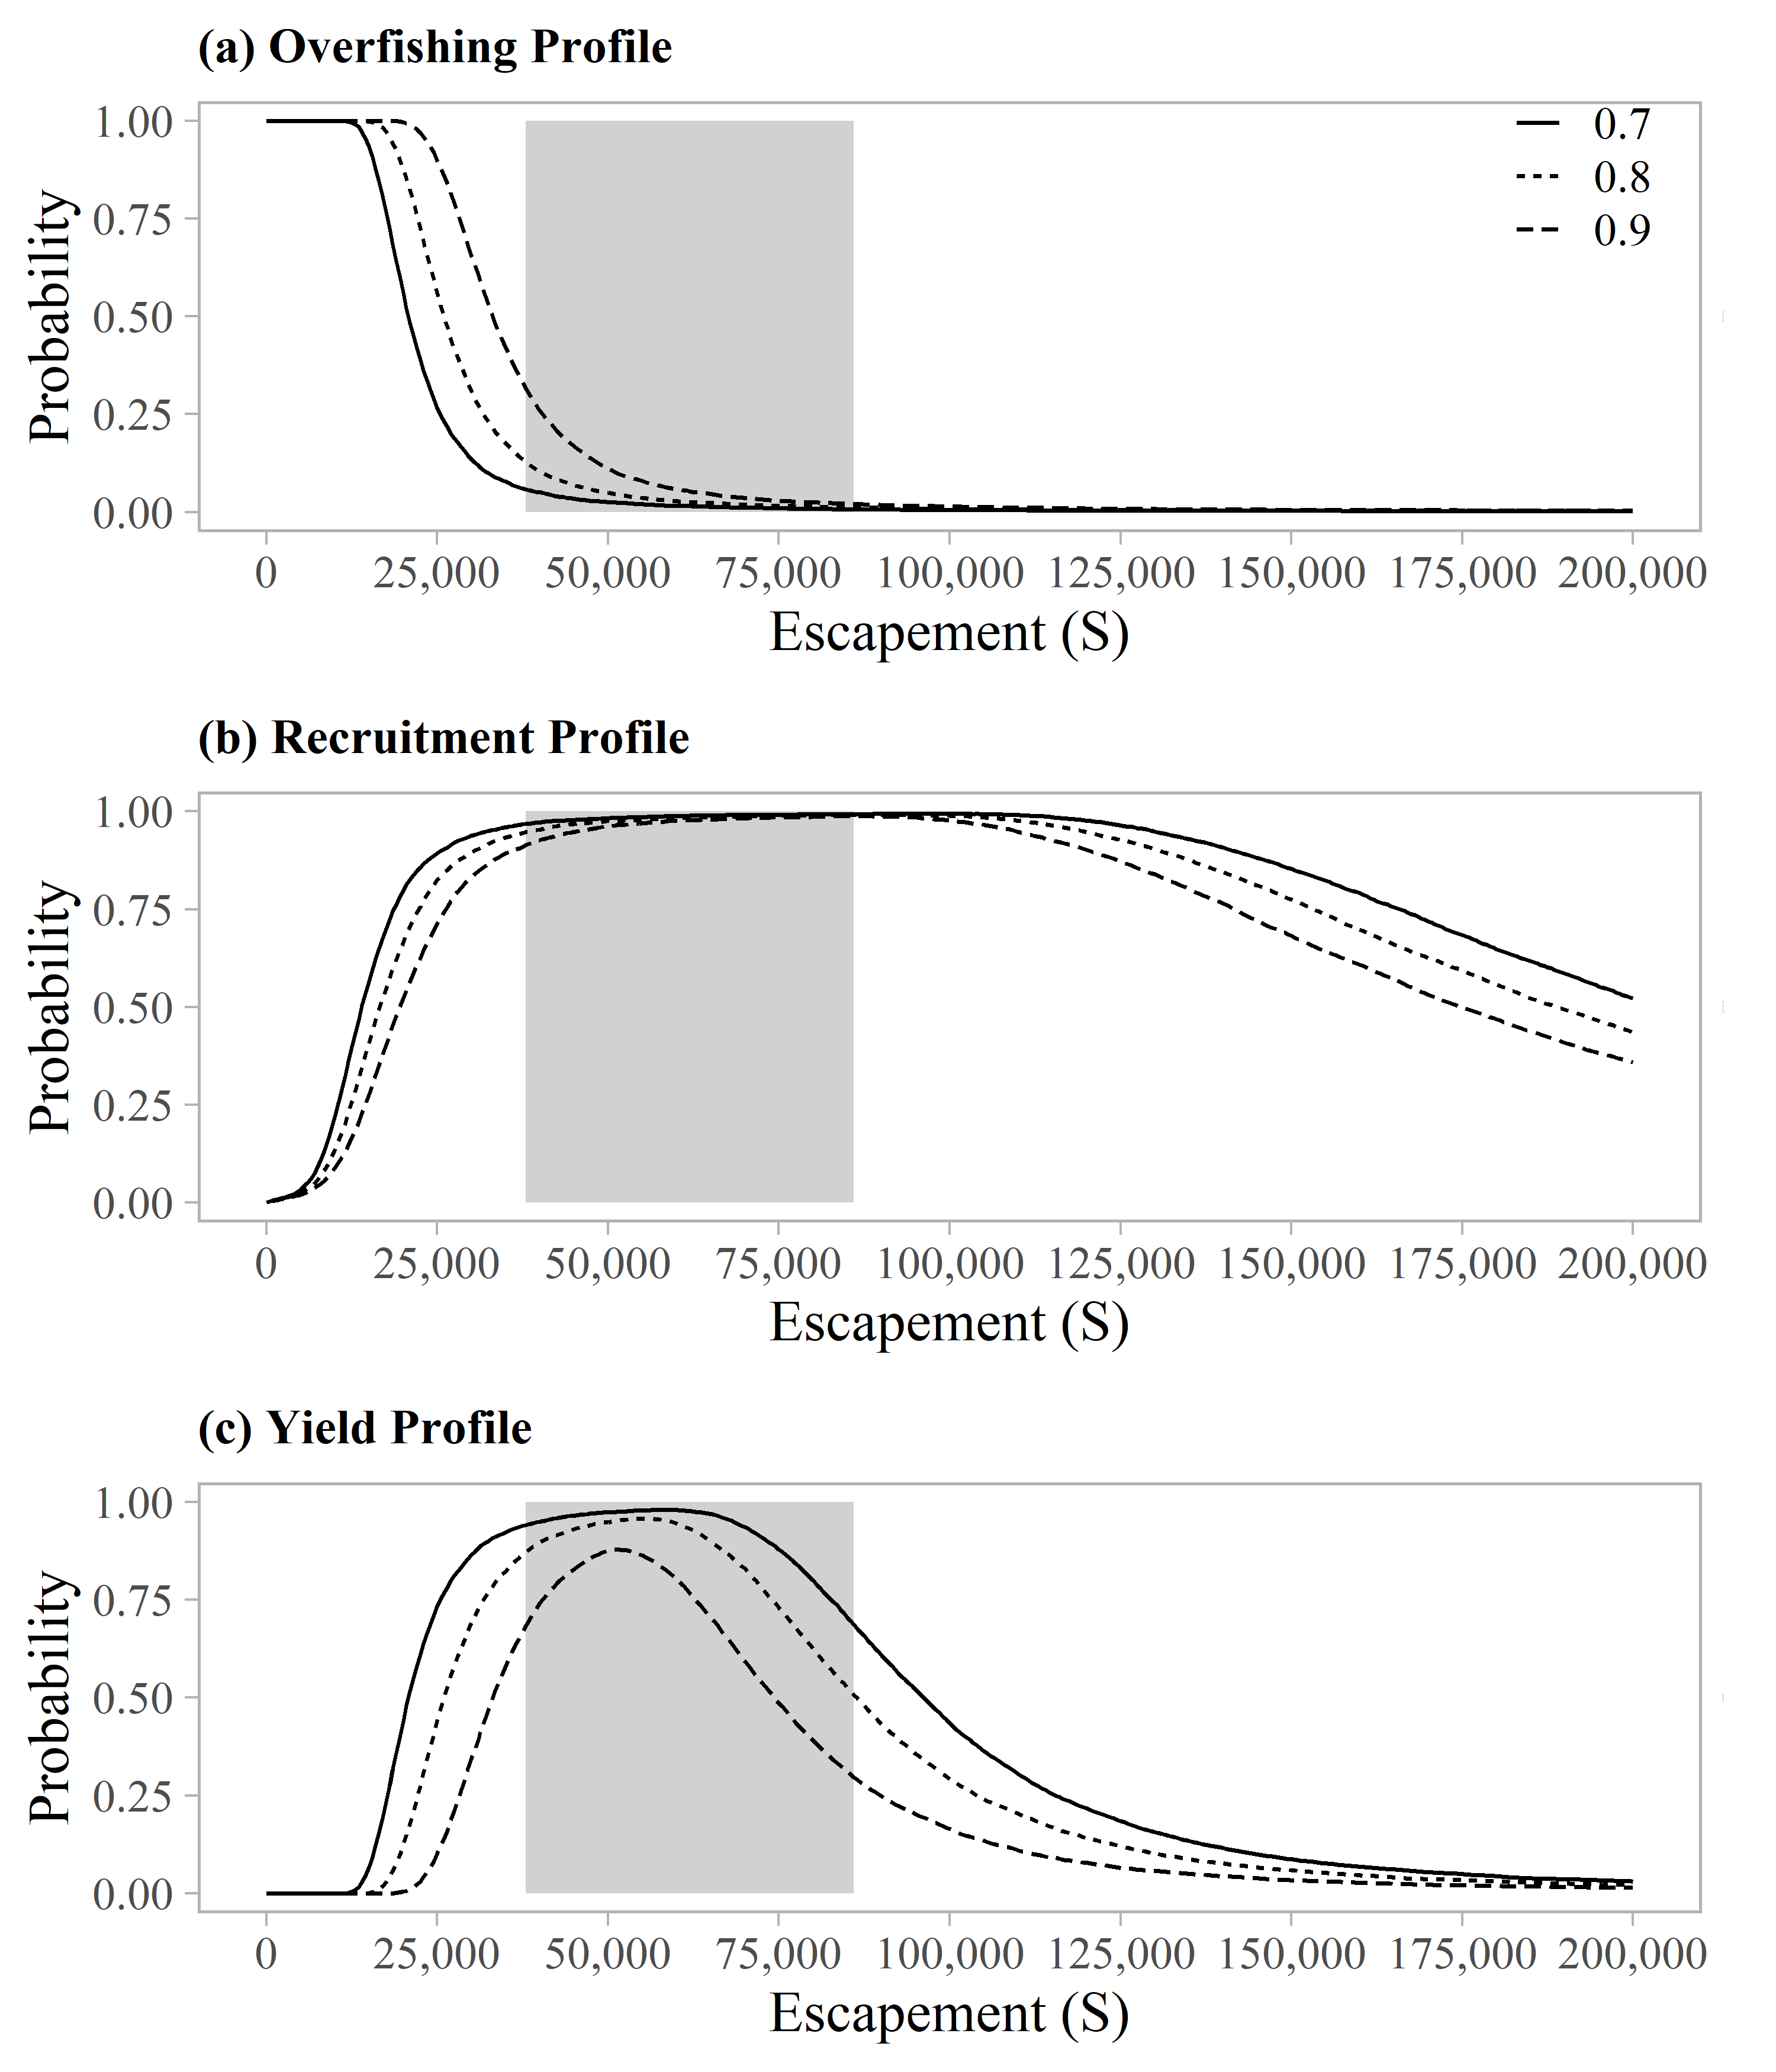 (a) Overfishing Profile
1.00
0.75
0.50
0.25
0.00
Probability
0.7
0.8
0.9
0 25,000 50,000 75,000 100,000 125,000 150,000 175,000 200,000
Escapement (S)
(b) Recruitment Profile
1.00
0.75
0.50
0.25
0.00
Probability
0 25,000 50,000 75,000 100,000 125,000 150,000 175,000 200,000
Escapement (S)
(c) Yield Profile
1.00
0.75
0.50
0.25
0.00
Probability
0 25,000 50,000 75,000 100,000 125,000 150,000 175,000 200,000
Escapement (S)